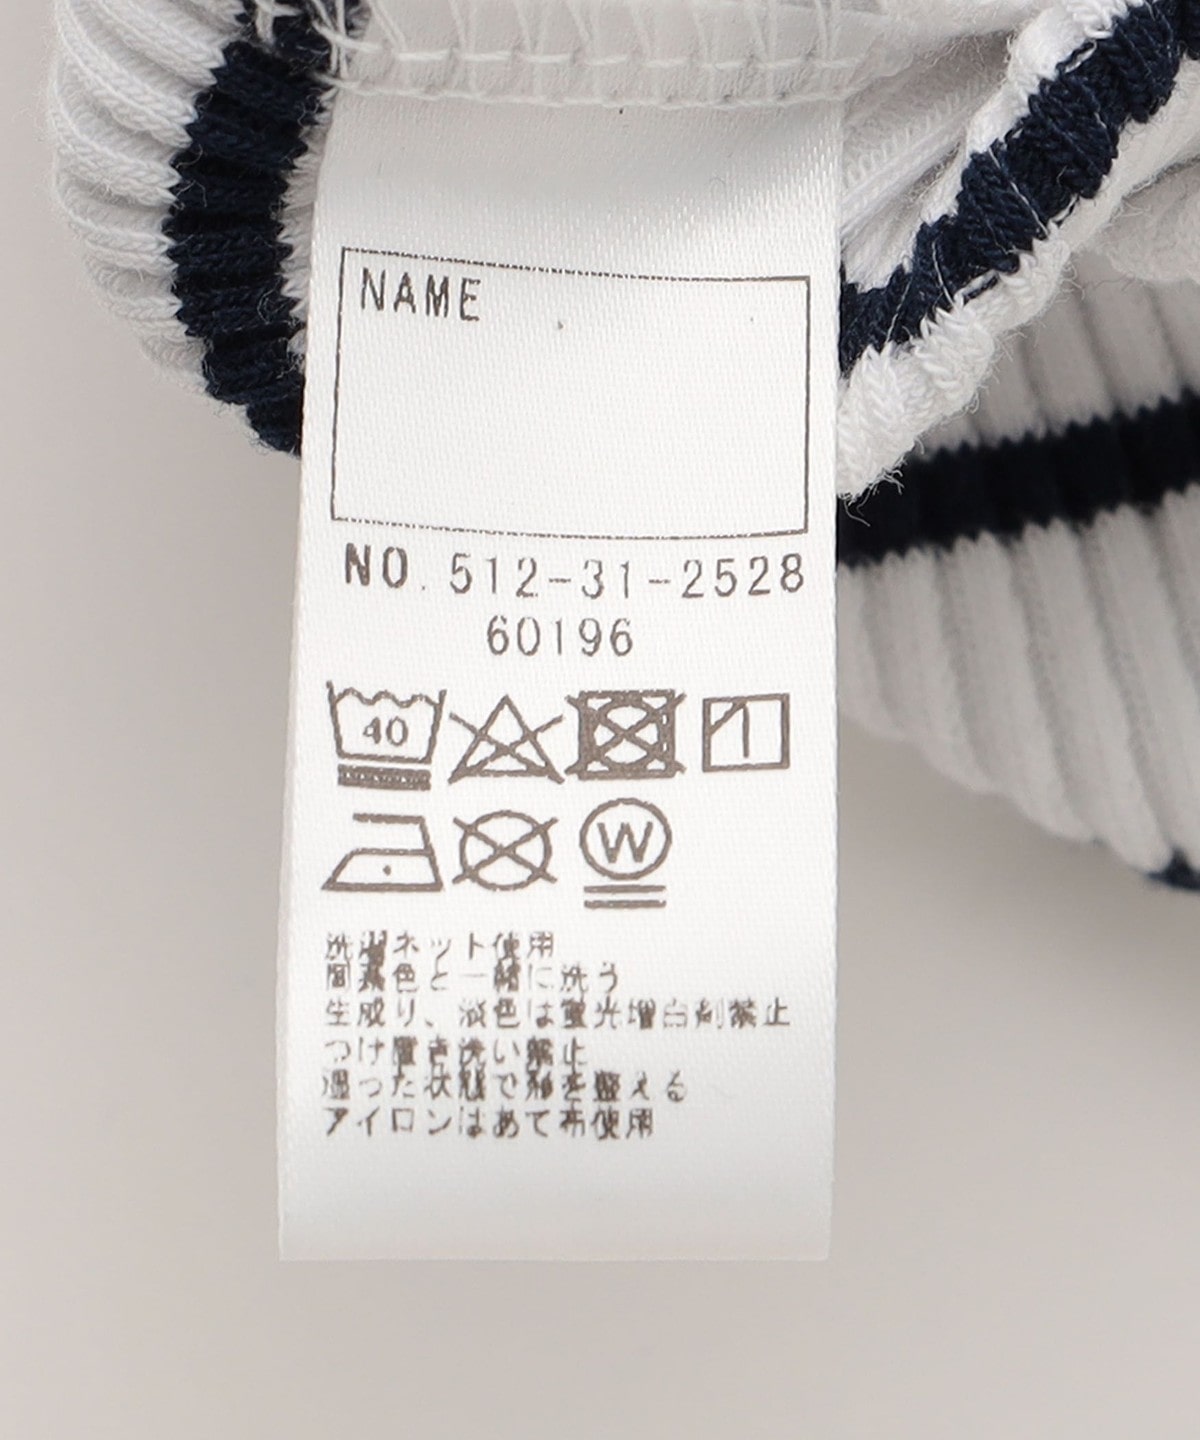 NAME
NO. 512-31-2528
60196
40
W
洗濯ネット使用
同系色と一緒に洗う
生成り、淡色は蛍光増白剤禁止
つけ置き洗い禁止
湿った状態で形を整える
アイロンはあて布使用